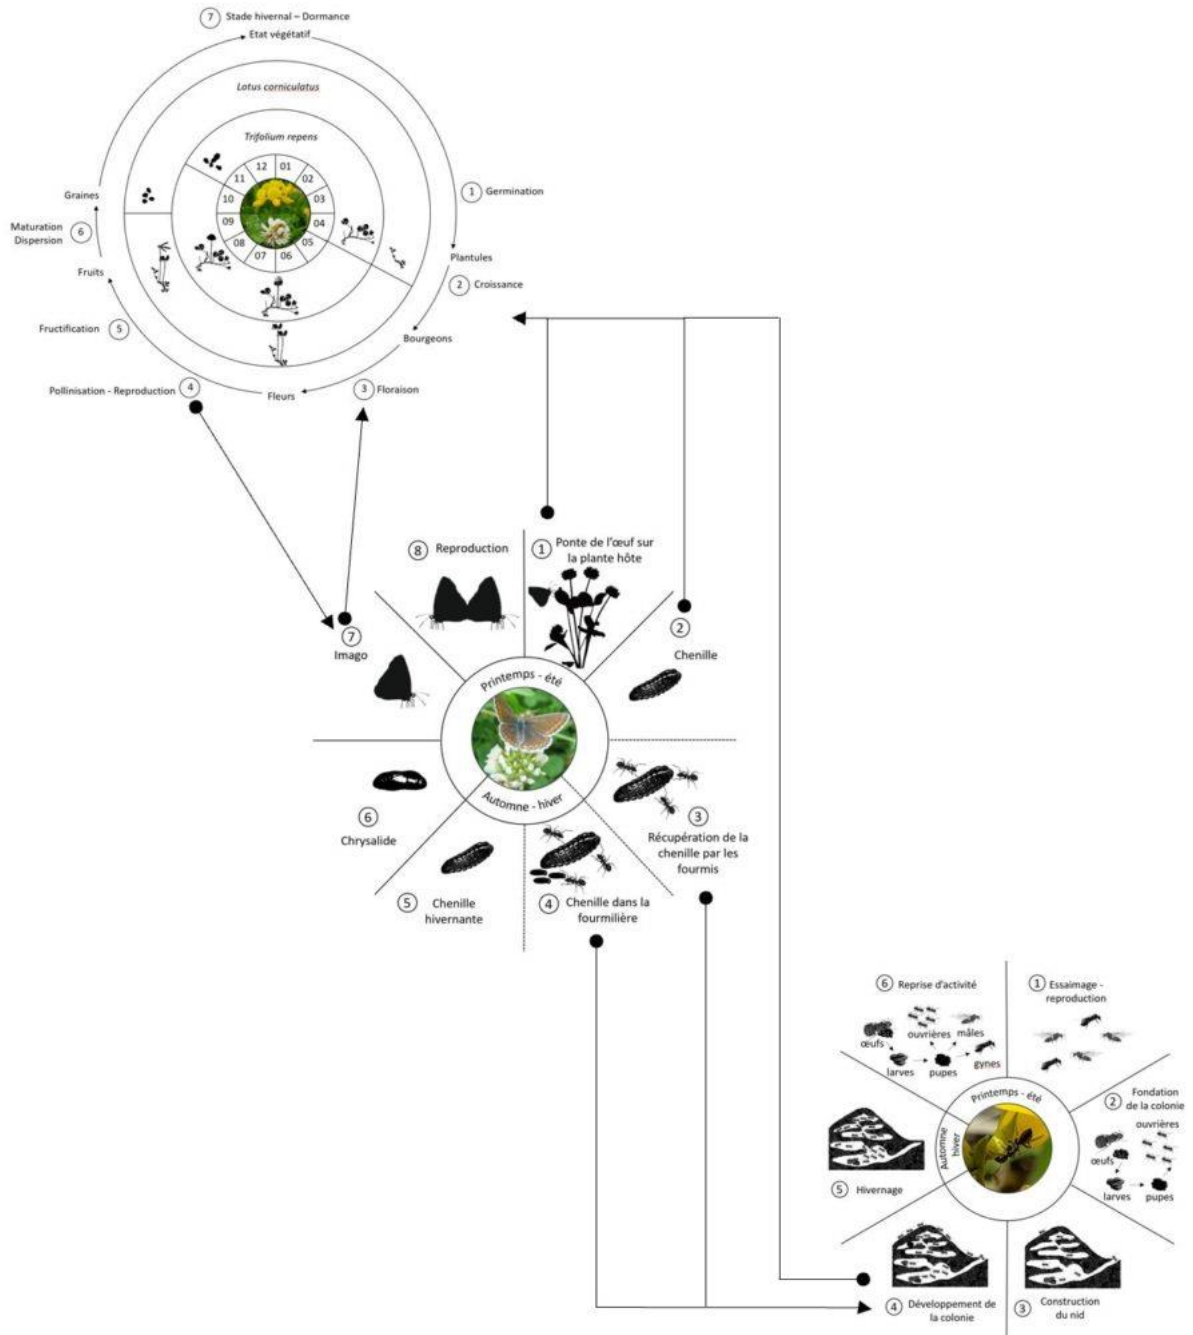 7 Stade hivernal – Dormance
Etat végétatif
Lotus corniculatus
Trifolium repens
12 01
11 02
10 03
09 04
08 05
07 06
Graines
1 Germination
Maturation
Dispersion 6
Plantules
Fruits
2 Croissance
Fructification 5
Bourgeons
Pollinisation - Reproduction 4
Fleurs
3 Floraison
8 Reproduction
1 Ponte de l'œuf sur
la plante hôte
2
Chenille
7
Imago
Printemps - été
Automne - hiver
3
Récupération de la
chenille par les
fourmis
6
Chrysalide
5 Chenille
hivernante
4 Chenille dans la
fourmilière
6 Reprise d'activité
œufs
ouvrières
mâles
larves
pupes
gynes
1 Essaimage -
reproduction
Printemps - été
Automne
hiver
2 Fondation
de la colonie
ouvrières
œufs
larves
pupes
5 Hivernage
4 Développement de
la colonie
3 Construction
du nid